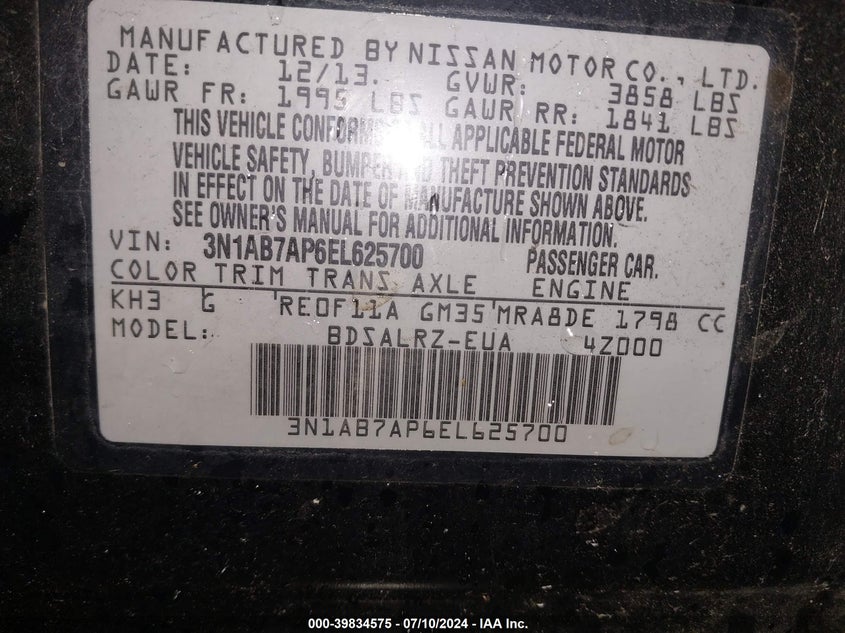 MANUFACTURED BY NISSAN MOTOR CO., LTD.
DATE: 12/13. GVWR: 3858 LBS
GAWR FR: 1995 LBS GAWR RR: 1841 LBS
THIS VEHICLE CONFORMS ALL APPLICABLE FEDERAL MOTOR
VEHICLE SAFETY, BUMPER AND THEFT PREVENTION STANDARDS
IN EFFECT ON THE DATE OF MANUFACTURE SHOWN ABOVE.
SEE OWNER'S MANUAL FOR ADDITIONAL INFORMATION.
VIN: 3N1AB7AP6EL625700 PASSENGER CAR.
COLOR TRIM TRANS AXLE ENGINE
KH3 G RE0F11A GM35 MRA8DE 1798 CC
MODEL: BDSALRZ-EUA 4Z000
3N1AB7AP6EL625700
000-39834575 - 07/10/2024 - IAA Inc.